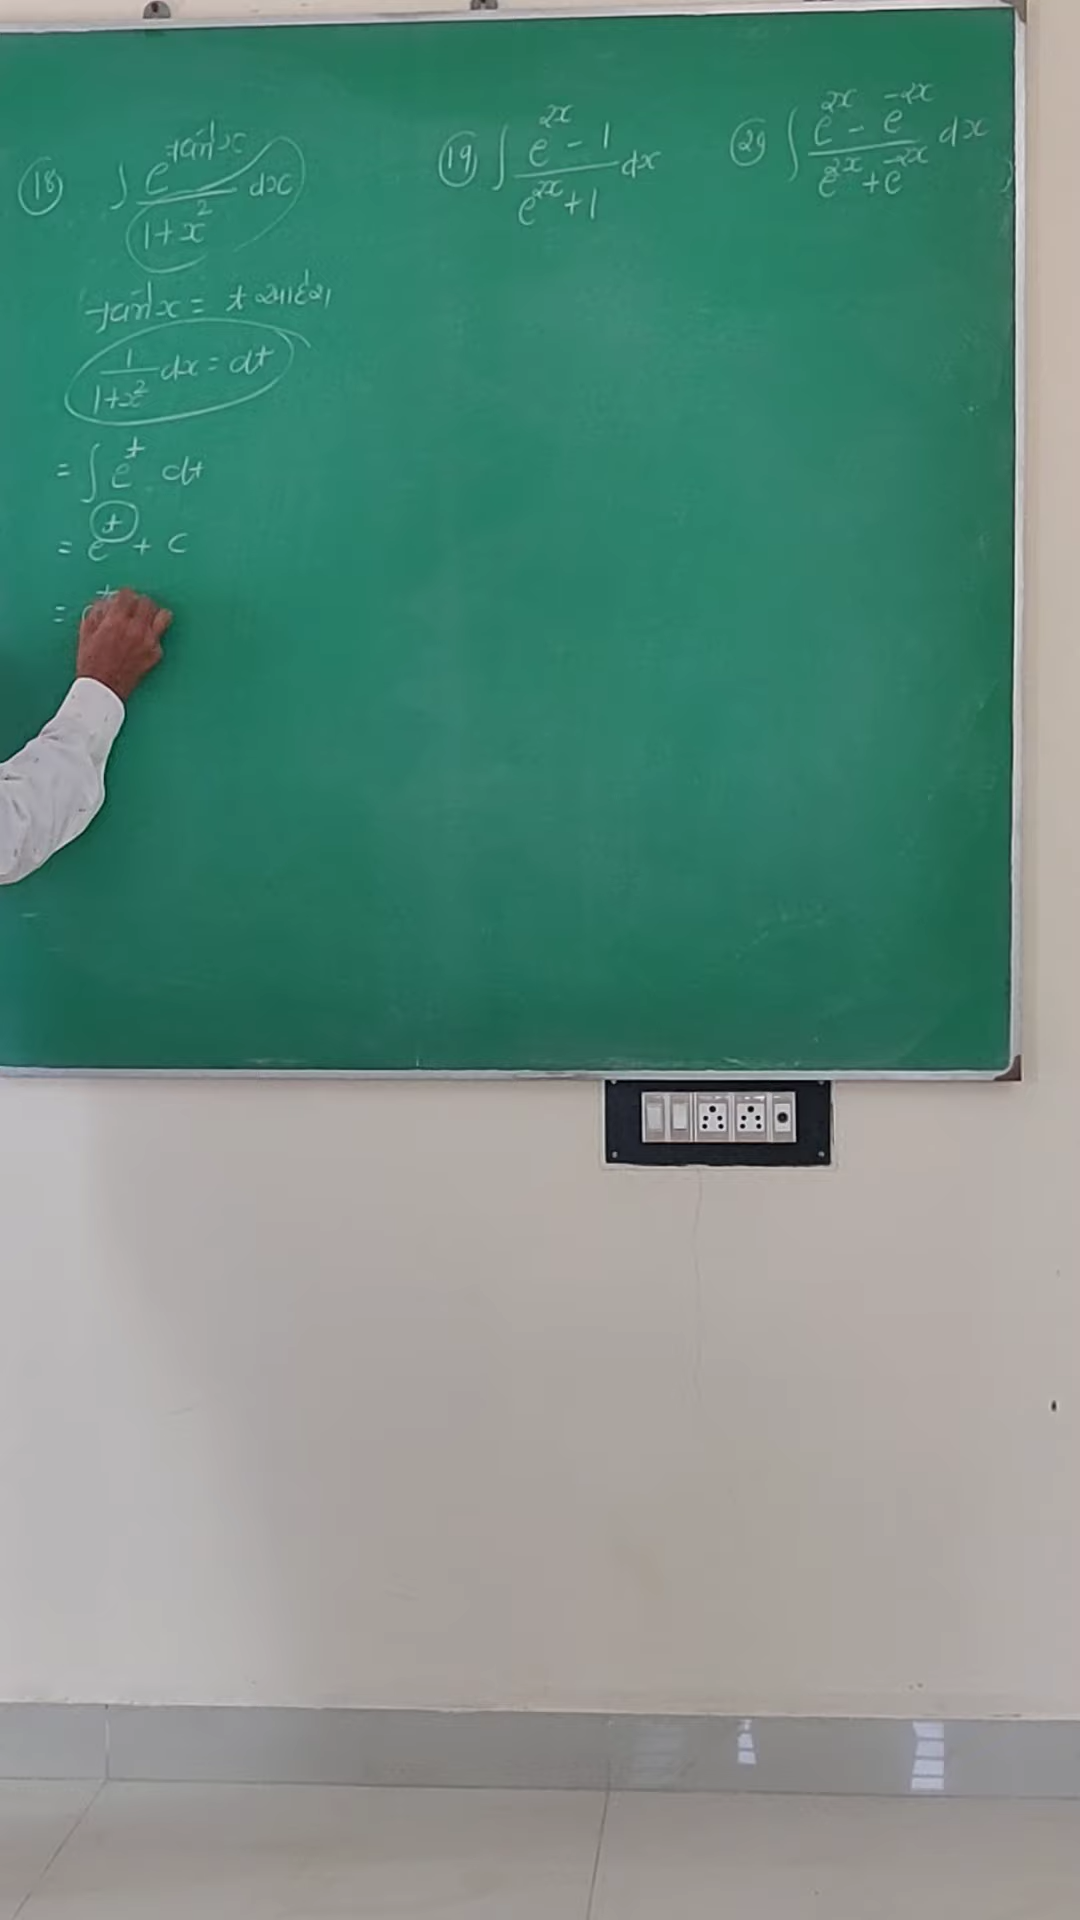 (18) ∫ e^(tan⁻¹x) / (1+x²) dx
tan⁻¹x = t
1/(1+x²) dx = dt
= ∫ e^t dt
= e^t + c
=
(19) ∫ (e^(2x) - 1) / (e^(2x) + 1) dx
(20) ∫ (e^(2x) - e^(-2x)) / (e^(2x) + e^(-2x)) dx